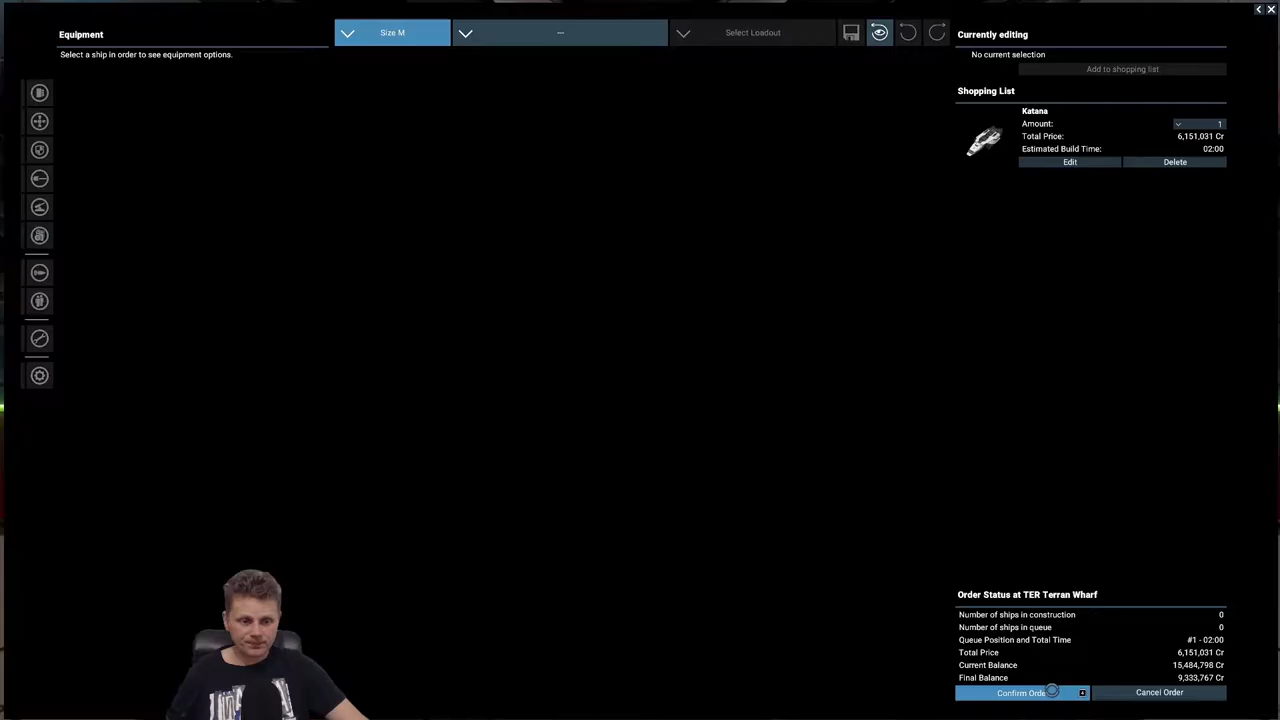 Equipment
Select a ship in order to see equipment options.
Size M
---
Select Loadout
Currently editing
No current selection
Add to shopping list
Shopping List
Katana
Amount: 1
Total Price: 6,151,031 Cr
Estimated Build Time: 02:00
Edit Delete
Order Status at TER Terran Wharf
Number of ships in construction 0
Number of ships in queue 0
Queue Position and Total Time #1 - 02:00
Total Price 6,151,031 Cr
Current Balance 15,484,798 Cr
Final Balance 9,333,767 Cr
Confirm Order Cancel Order